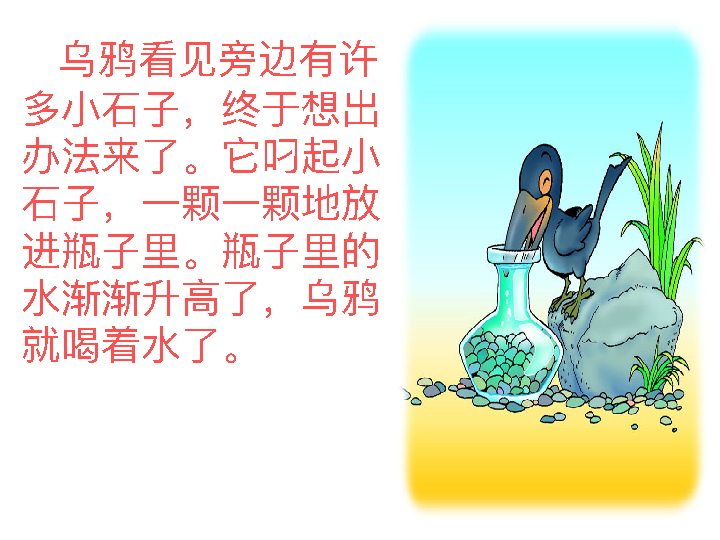 乌鸦看见旁边有许
多小石子，终于想出
办法来了。它叼起小
石子，一颗一颗地放
进瓶子里。瓶子里的
水渐渐升高了，乌鸦
就喝着水了。